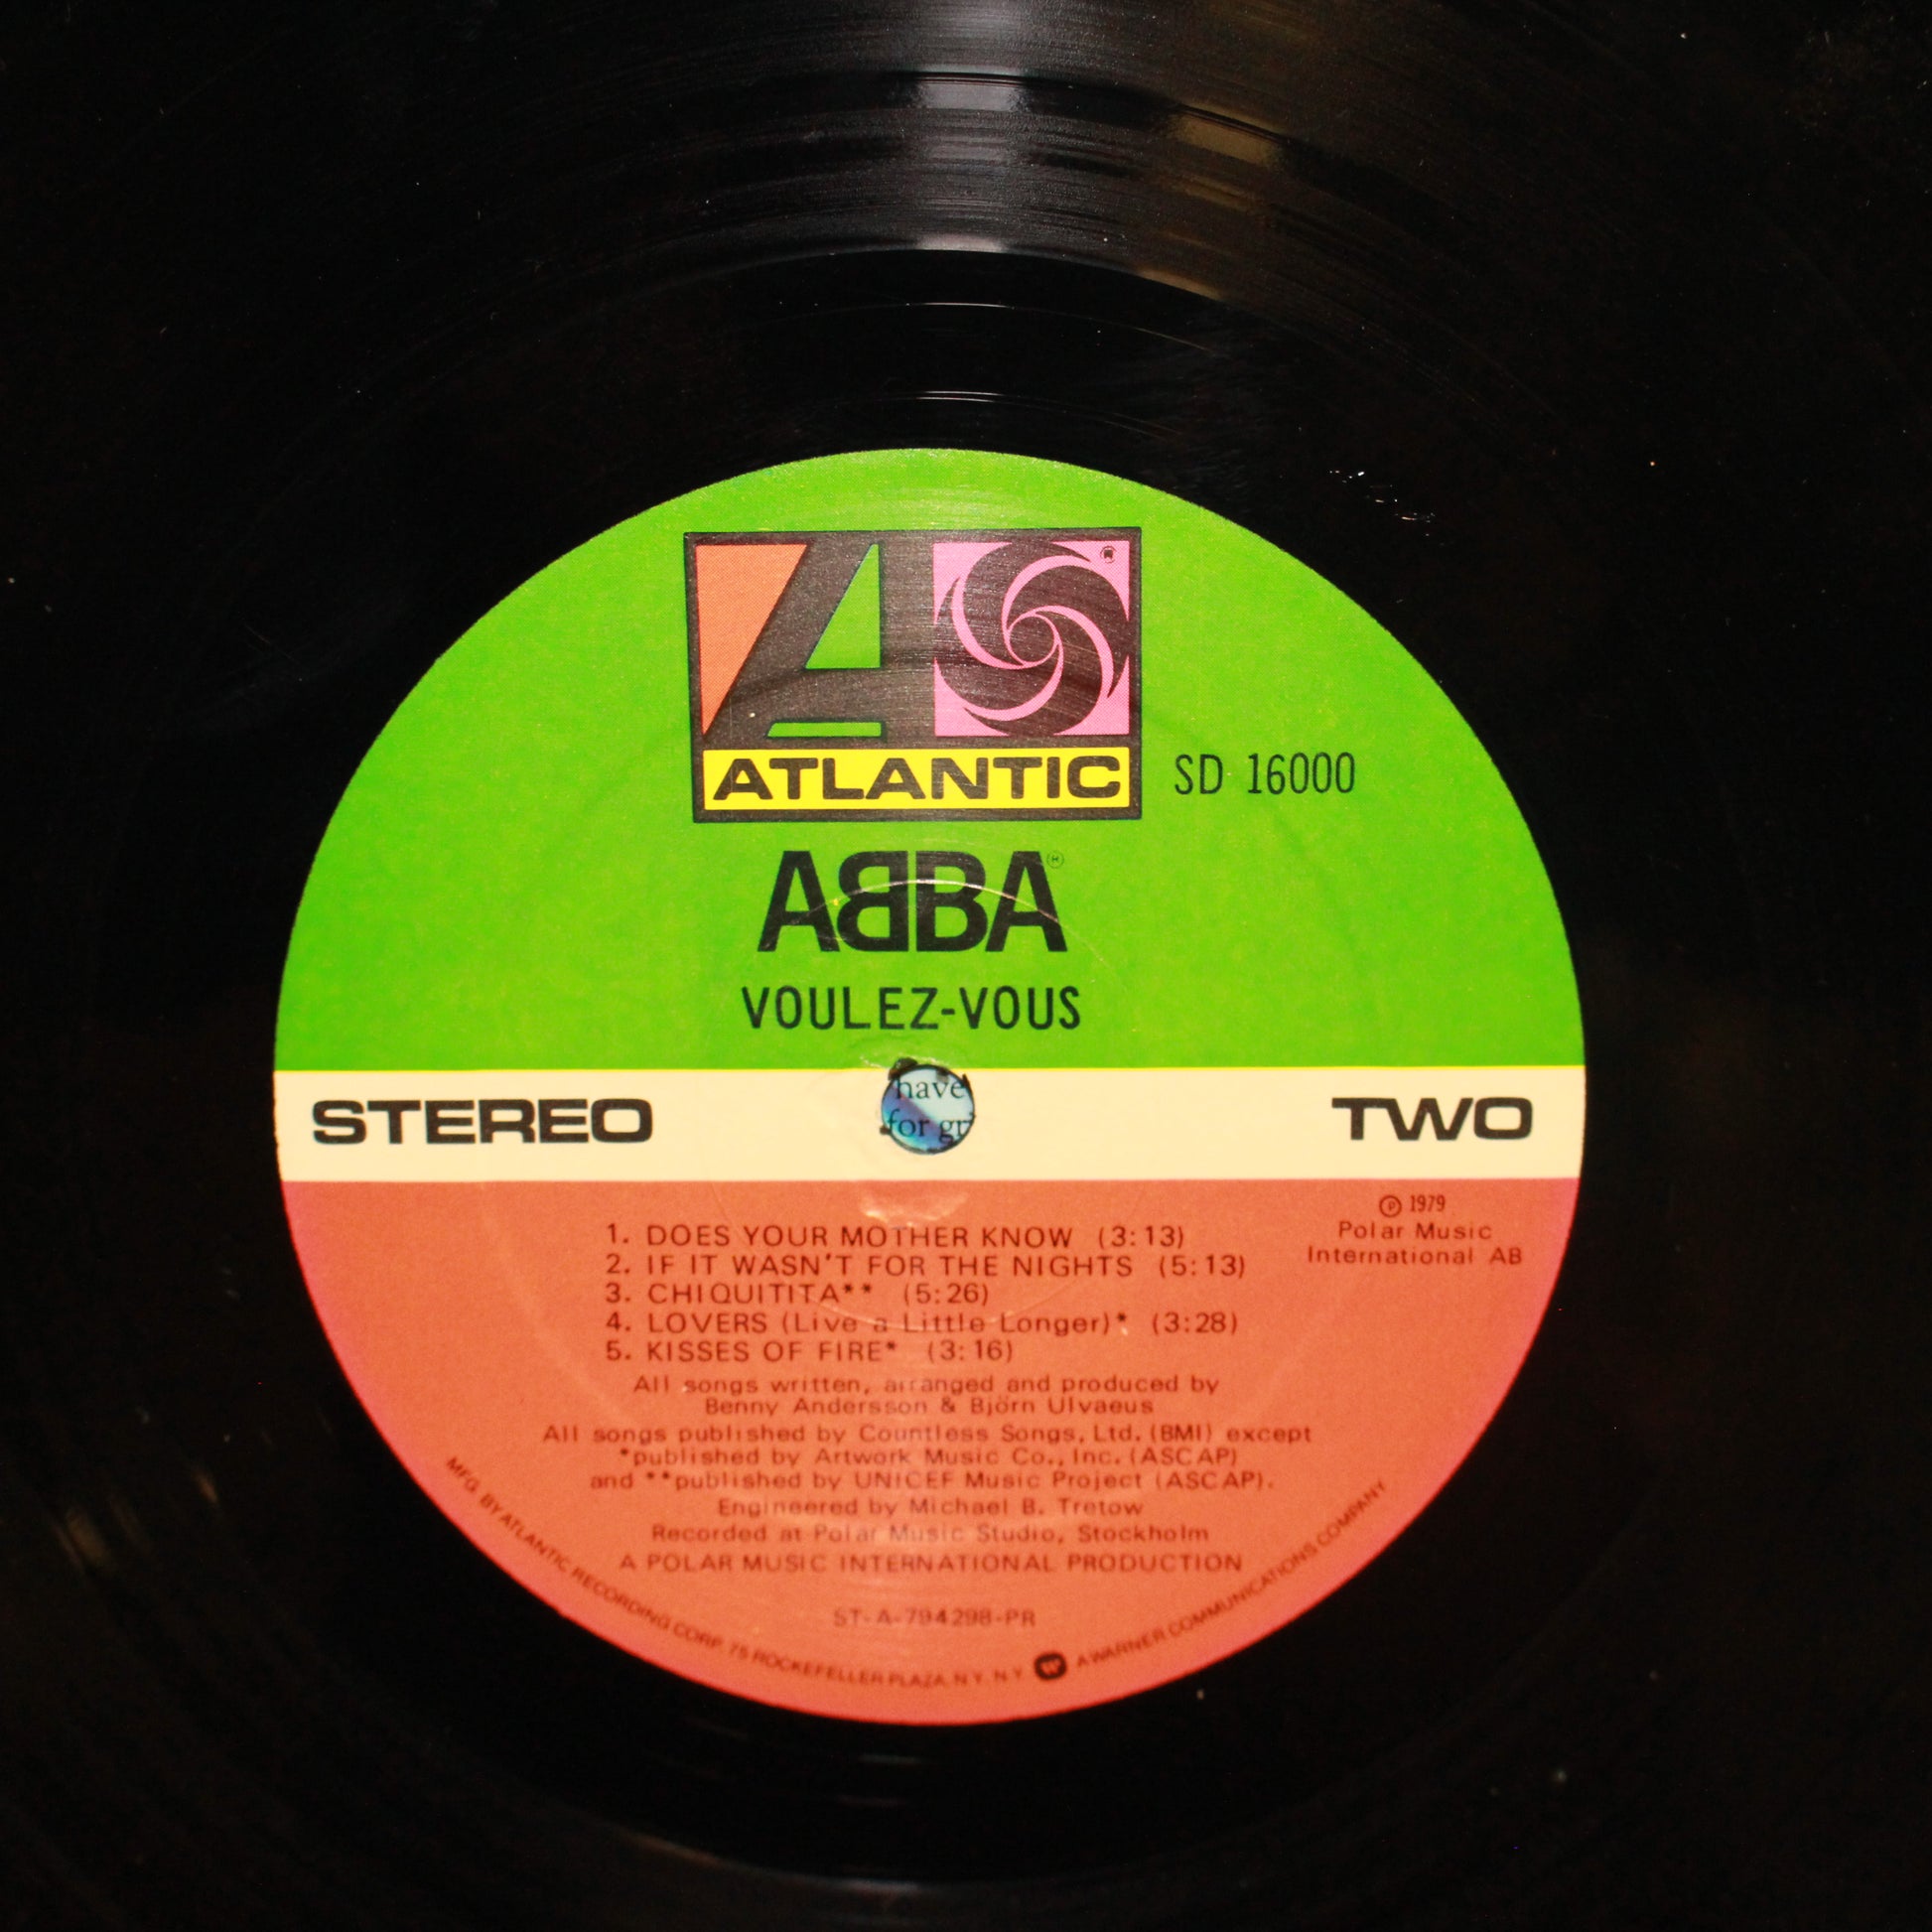 ATLANTIC
SD 16000
ABBA®
VOULEZ-VOUS
have
for gr
STEREO
TWO
℗ 1979
Polar Music
International AB
1. DOES YOUR MOTHER KNOW (3:13)
2. IF IT WASN'T FOR THE NIGHTS (5:13)
3. CHIQUITITA** (5:26)
4. LOVERS (Live a Little Longer)* (3:28)
5. KISSES OF FIRE* (3:16)
All songs written, arranged and produced by
Benny Andersson & Björn Ulvaeus
All songs published by Countless Songs, Ltd. (BMI) except
*published by Artwork Music Co., Inc. (ASCAP)
and **published by UNICEF Music Project (ASCAP).
Engineered by Michael B. Tretow
Recorded at Polar Music Studio, Stockholm
A POLAR MUSIC INTERNATIONAL PRODUCTION
ST-A-794298-PR
MFG. BY ATLANTIC RECORDING CORP. 75 ROCKEFELLER PLAZA, N.Y. N.Y. A WARNER COMMUNICATIONS COMPANY